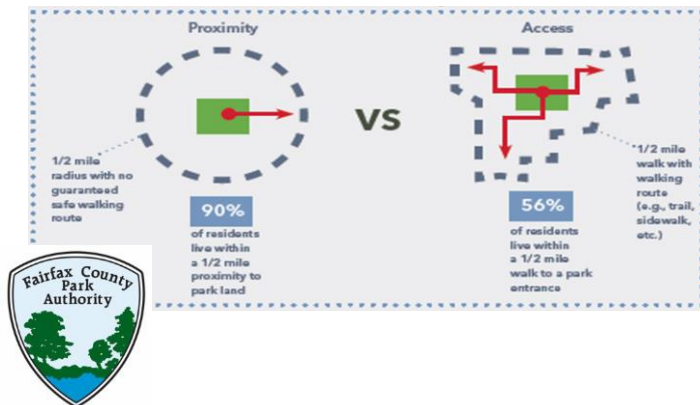 Proximity
1/2 mile
radius with no
guaranteed
safe walking
route
90%
of residents
live within
a 1/2 mile
proximity to
park land
VS
Access
1/2 mile
walk with
walking
route
(e.g., trail,
sidewalk,
etc.)
56%
of residents
live within
a 1/2 mile
walk to a park
entrance
Fairfax County
Park
Authority